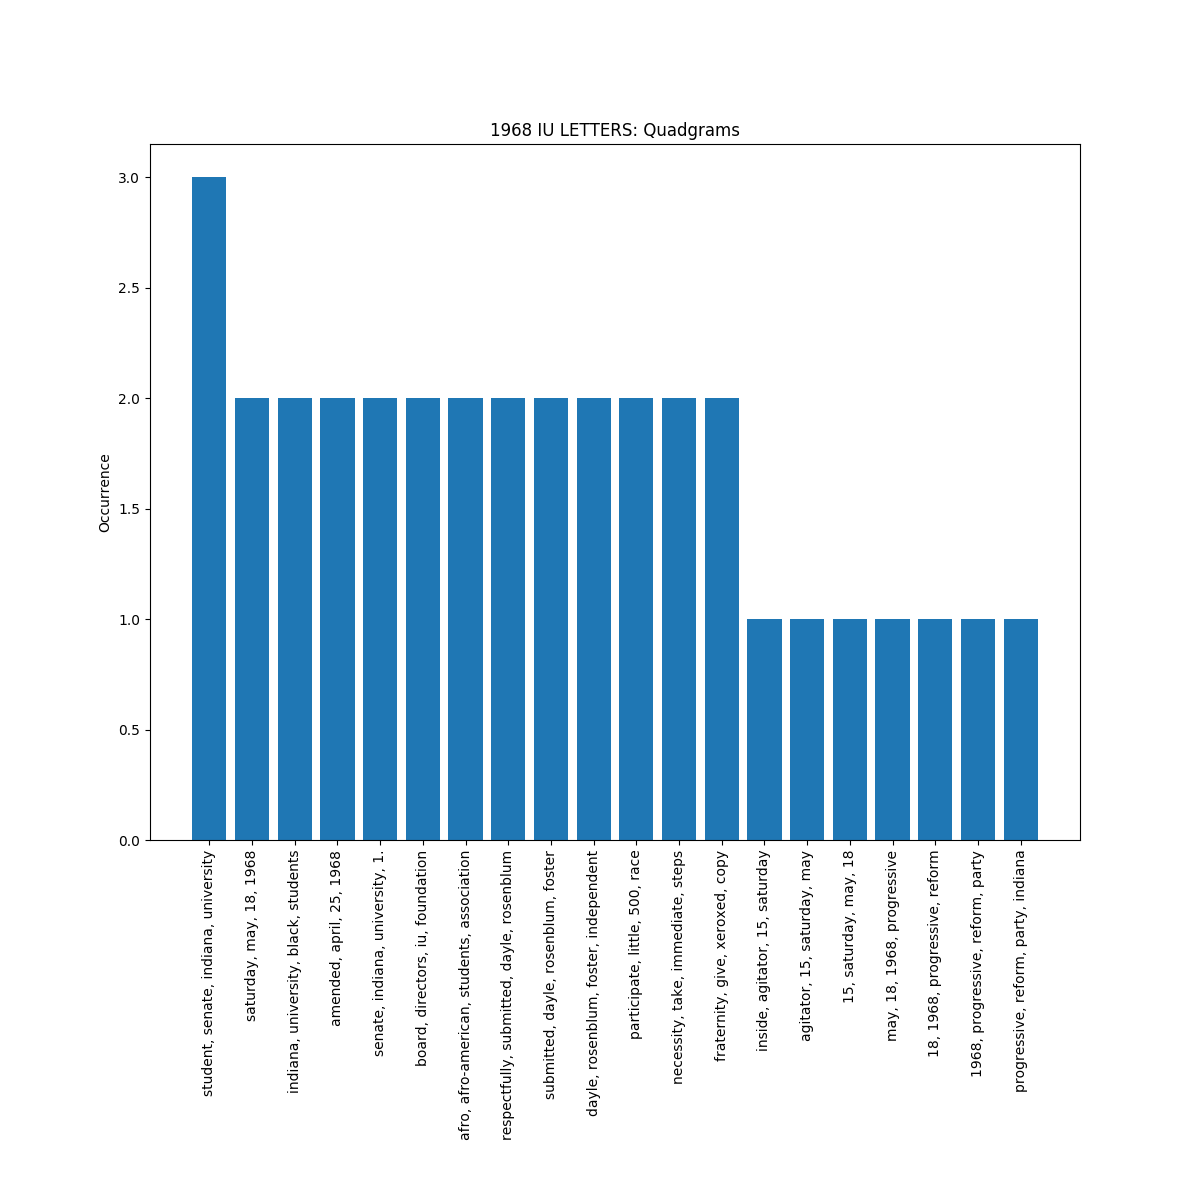 1968 IU LETTERS: Quadgrams
Occurrence
3.0
2.5
2.0
1.5
1.0
0.5
0.0
student, senate, indiana, university
saturday, may, 18, 1968
indiana, university, black, students
amended, april, 25, 1968
senate, indiana, university, 1.
board, directors, iu, foundation
afro, afro-american, students, association
respectfully, submitted, dayle, rosenblum
submitted, dayle, rosenblum, foster
dayle, rosenblum, foster, independent
participate, little, 500, race
necessity, take, immediate, steps
fraternity, give, xeroxed, copy
inside, agitator, 15, saturday
agitator, 15, saturday, may
15, saturday, may, 18
may, 18, 1968, progressive
18, 1968, progressive, reform
1968, progressive, reform, party
progressive, reform, party, indiana